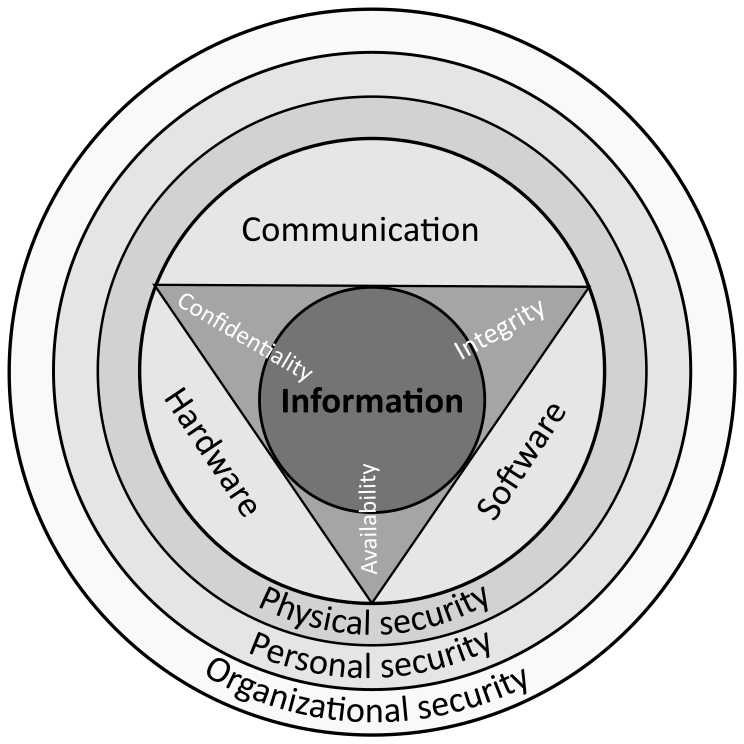 Communication
Confidentiality
Integrity
Information
Hardware
Software
Availability
Physical security
Personal security
Organizational security